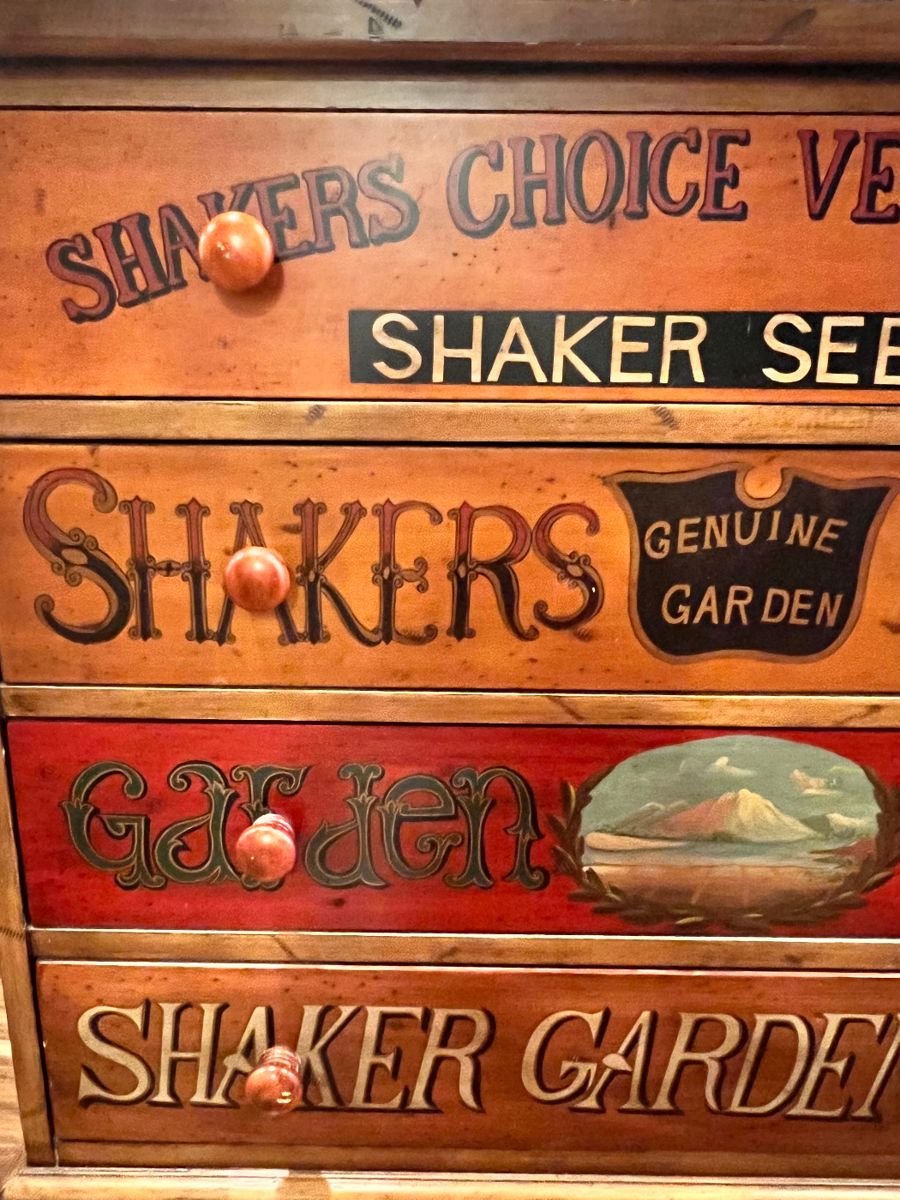 SHAKERS CHOICE VE
SHAKER SEE
SHAKERS
GENUINE
GARDEN
Garden
SHAKER GARDEN